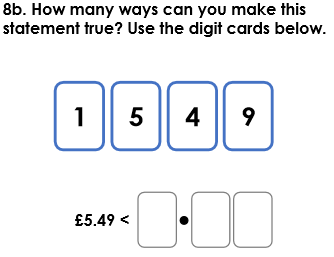 8b. How many ways can you make this
statement true? Use the digit cards below.
1 5 4 9
£5.49 < .